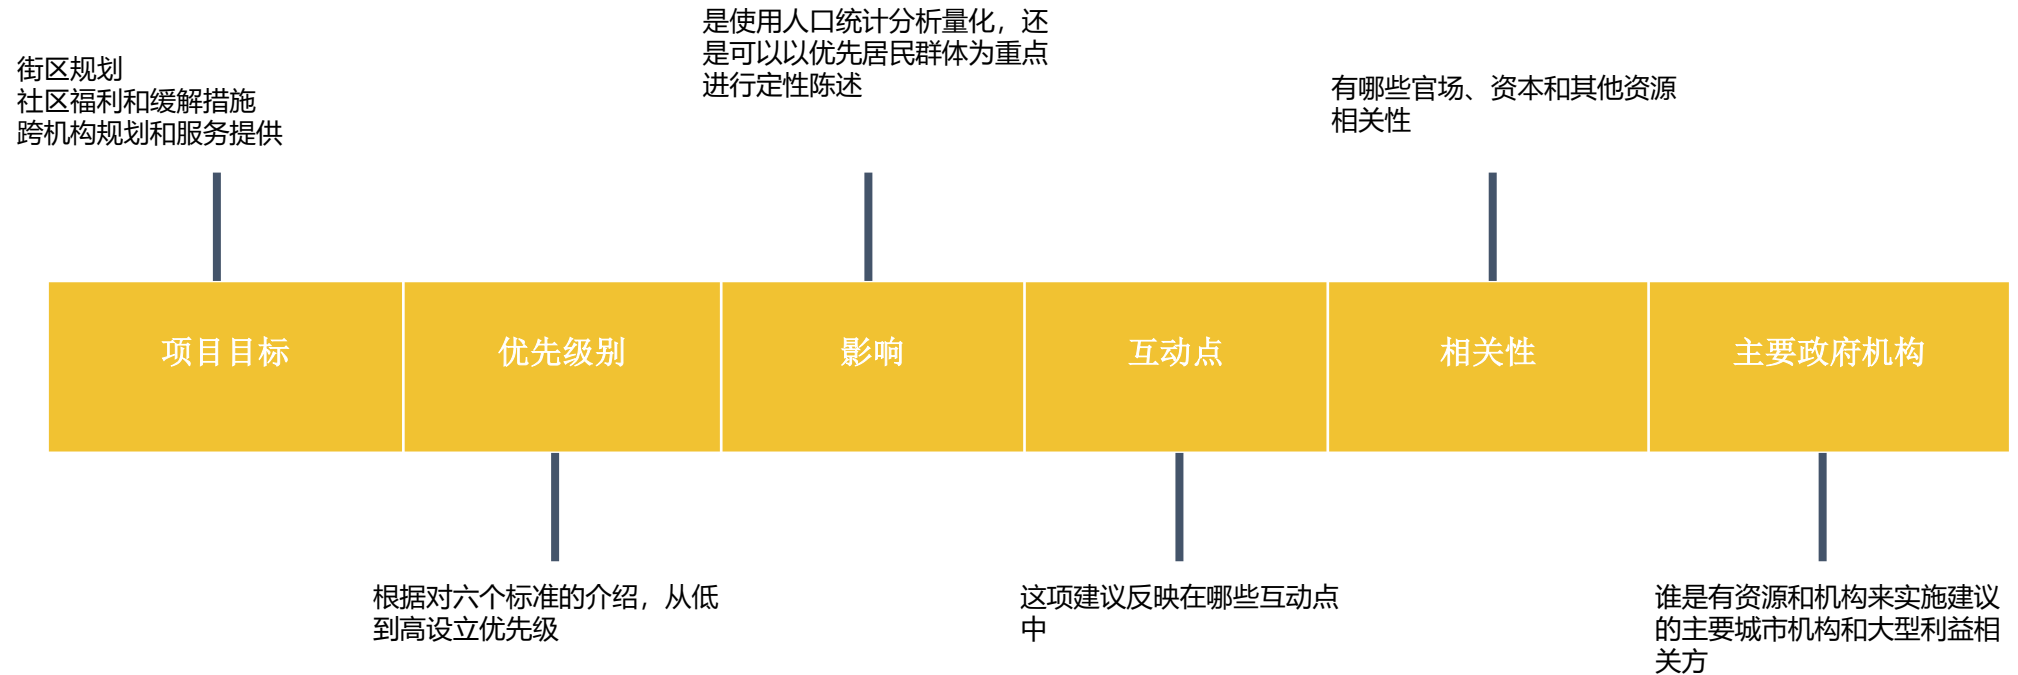 是使用人口统计分析量化，还
是可以以优先居民群体为重点
进行定性陈述
街区规划
社区福利和缓解措施
跨机构规划和服务提供
有哪些官场、资本和其他资源
相关性
项目目标
优先级别
影响
互动点
相关性
主要政府机构
根据对六个标准的介绍，从低
到高设立优先级
这项建议反映在哪些互动点
中
谁是有资源和机构来实施建议
的主要城市机构和大型利益相
关方